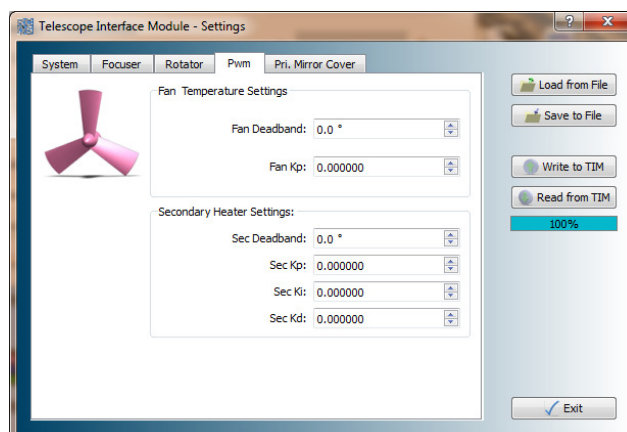 Telescope Interface Module - Settings
System Focuser Rotator Pwm Pri. Mirror Cover
Fan  Temperature Settings
Fan Deadband: 0.0 °
Fan Kp: 0.000000
Secondary Heater Settings:
Sec Deadband: 0.0 °
Sec Kp: 0.000000
Sec Ki: 0.000000
Sec Kd: 0.000000
Load from File
Save to File
Write to TIM
Read from TIM
100%
Exit